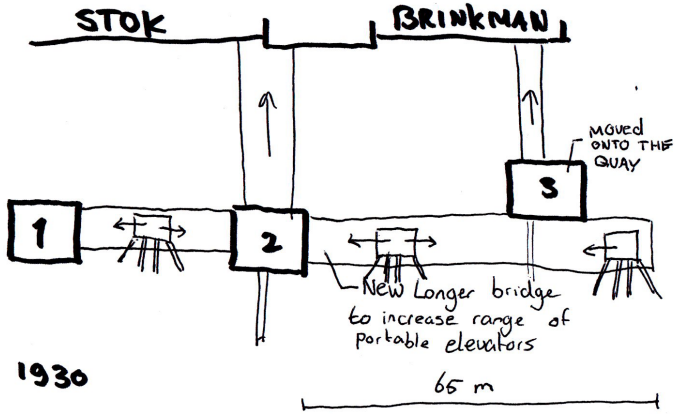 STOK
BRINKMAN
MOVED
ONTO THE
QUAY
3
1
2
New Longer bridge
to increase range of
portable elevators
1930
65 m